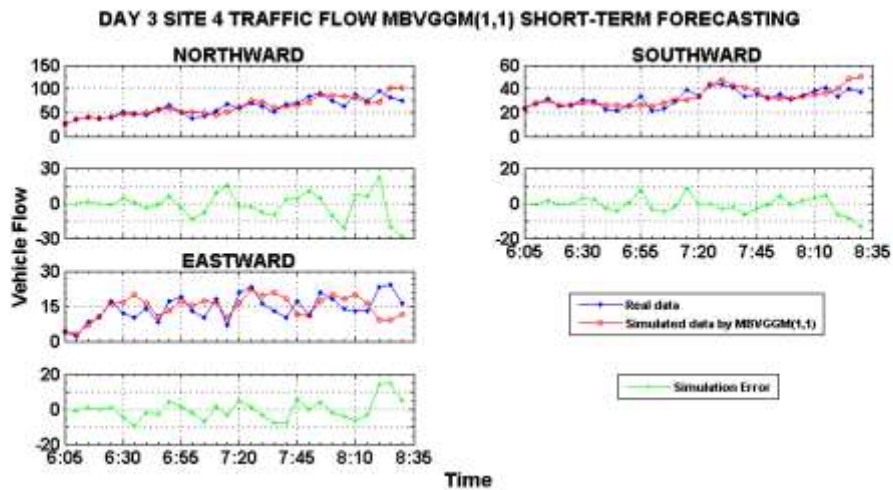 DAY 3 SITE 4 TRAFFIC FLOW MBVGGM(1,1) SHORT-TERM FORECASTING
NORTHWARD
150
100
50
0
30
0
-30
SOUTHWARD
60
40
20
0
20
0
-20
6:05 6:30 6:55 7:20 7:45 8:10 8:35
Vehicle Flow
EASTWARD
30
15
0
20
0
-20
6:05 6:30 6:55 7:20 7:45 8:10 8:35
Real data
Simulated data by MBVGGM(1,1)
Simulation Error
Time